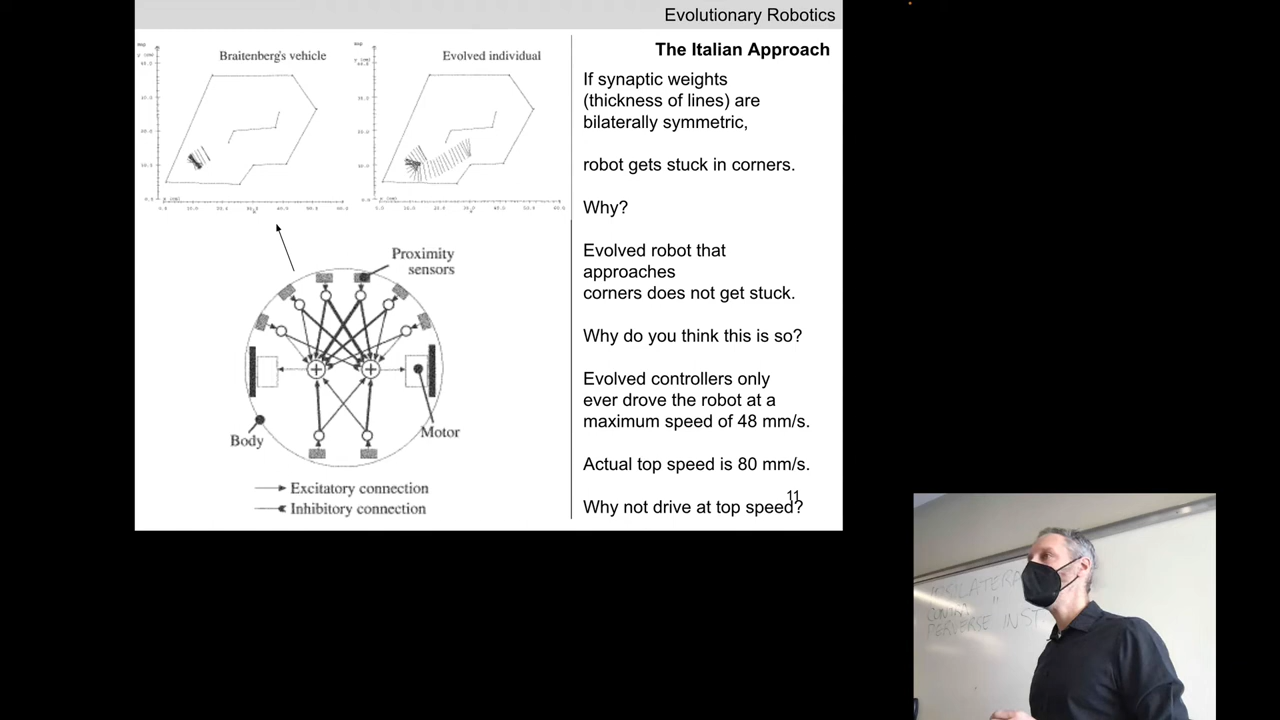 Evolutionary Robotics
The Italian Approach
If synaptic weights
(thickness of lines) are
bilaterally symmetric,
robot gets stuck in corners.
Why?
Evolved robot that
approaches
corners does not get stuck.
Why do you think this is so?
Evolved controllers only
ever drove the robot at a
maximum speed of 48 mm/s.
Actual top speed is 80 mm/s.
11
Why not drive at top speed?
Braitenberg's vehicle
Evolved individual
Proximity
sensors
Body
Motor
Excitatory connection
Inhibitory connection
PERVERSE INST